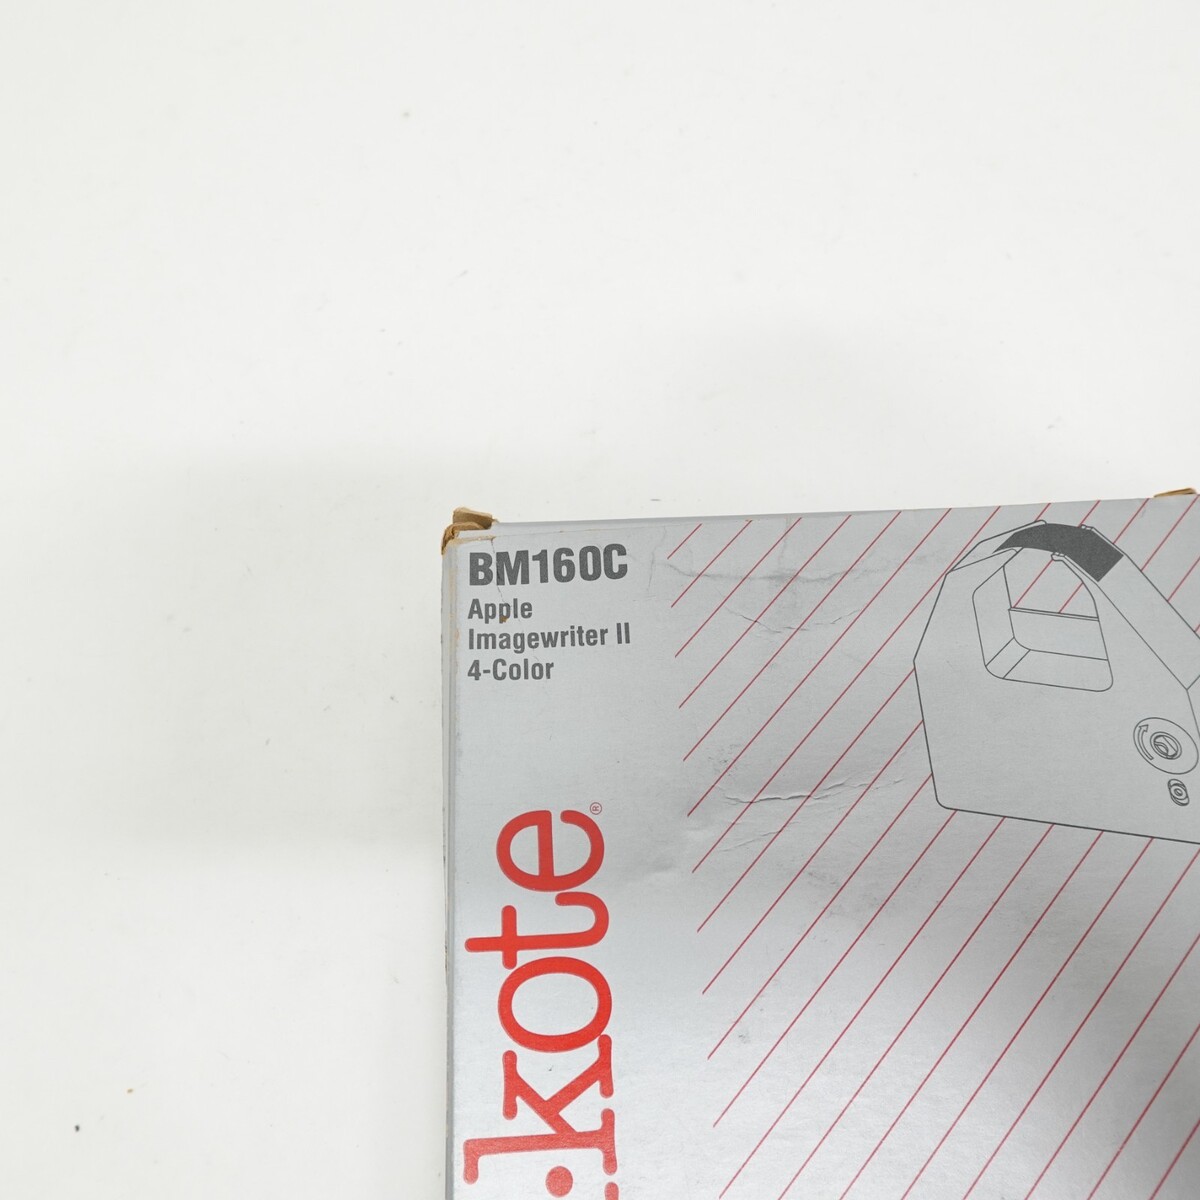 BM160C
Apple
Imagewriter II
4-Color
·kote®